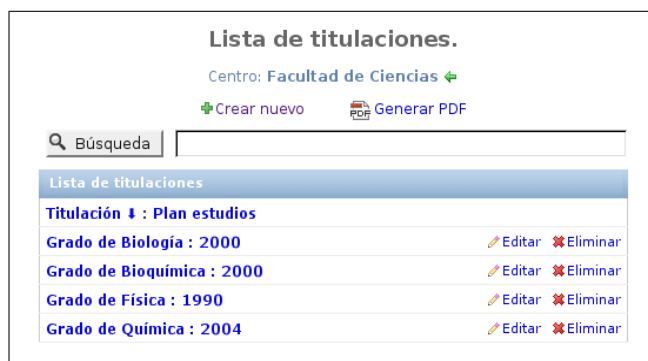 Lista de titulaciones.
Centro: Facultad de Ciencias
Crear nuevo PDF Generar PDF
Búsqueda
Lista de titulaciones
Titulación : Plan estudios
Grado de Biología : 2000 Editar Eliminar
Grado de Bioquímica : 2000 Editar Eliminar
Grado de Física : 1990 Editar Eliminar
Grado de Química : 2004 Editar Eliminar